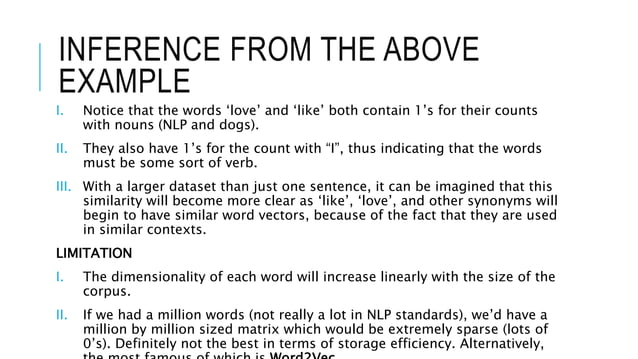 INFERENCE FROM THE ABOVE
EXAMPLE
I. Notice that the words ‘love’ and ‘like’ both contain 1’s for their counts
with nouns (NLP and dogs).
II. They also have 1’s for the count with “I”, thus indicating that the words
must be some sort of verb.
III. With a larger dataset than just one sentence, it can be imagined that this
similarity will become more clear as ‘like’, ‘love’, and other synonyms will
begin to have similar word vectors, because of the fact that they are used
in similar contexts.
LIMITATION
I. The dimensionality of each word will increase linearly with the size of the
corpus.
II. If we had a million words (not really a lot in NLP standards), we’d have a
million by million sized matrix which would be extremely sparse (lots of
0’s). Definitely not the best in terms of storage efficiency. Alternatively,
the most famous of which is Word2Vec